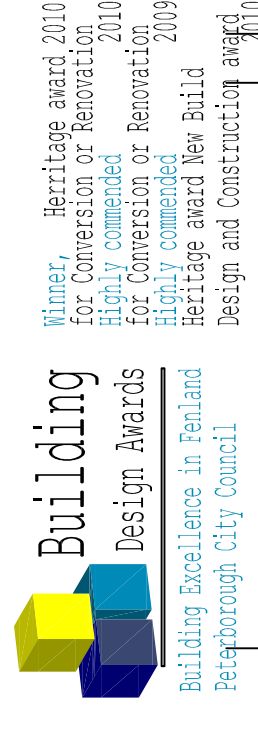 Building
Design Awards
Building Excellence in Fenland
Peterborough City Council
Winner, Herritage award 2010
for Conversion or Renovation
Highly commended 2010
for Conversion or Renovation
Highly commended 2009
Heritage award New Build
Design and Construction award
2010